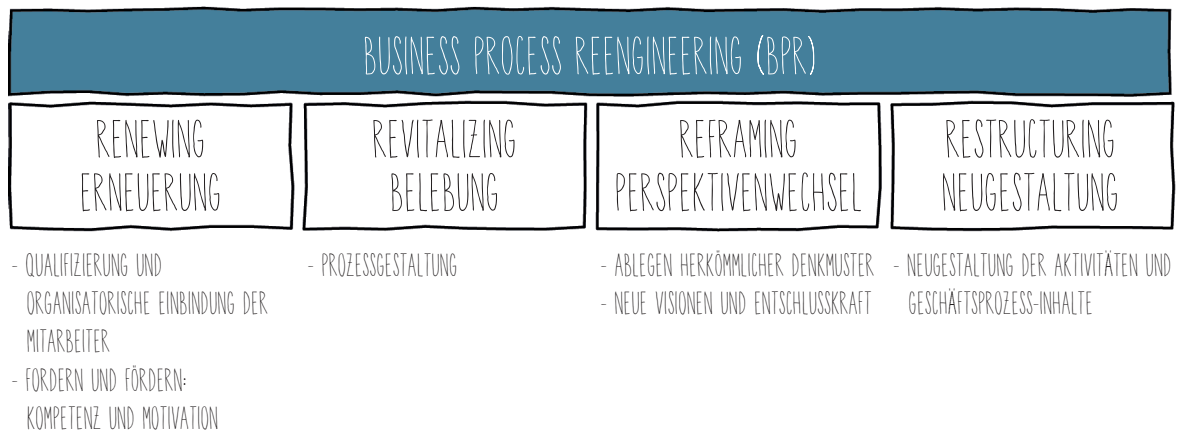 BUSINESS PROCESS REENGINEERING (BPR)
RENEWING
ERNEUERUNG
- QUALIFIZIERUNG UND
ORGANISATORISCHE EINBINDUNG DER
MITARBEITER
- FORDERN UND FÖRDERN:
KOMPETENZ UND MOTIVATION
REVITALIZING
BELEBUNG
- PROZESSGESTALTUNG
REFRAMING
PERSPEKTIVENWECHSEL
- ABLEGEN HERKÖMMLICHER DENKMUSTER
- NEUE VISIONEN UND ENTSCHLUSSKRAFT
RESTRUCTURING
NEUGESTALTUNG
- NEUGESTALTUNG DER AKTIVITÄTEN UND
GESCHÄFTSPROZESS-INHALTE